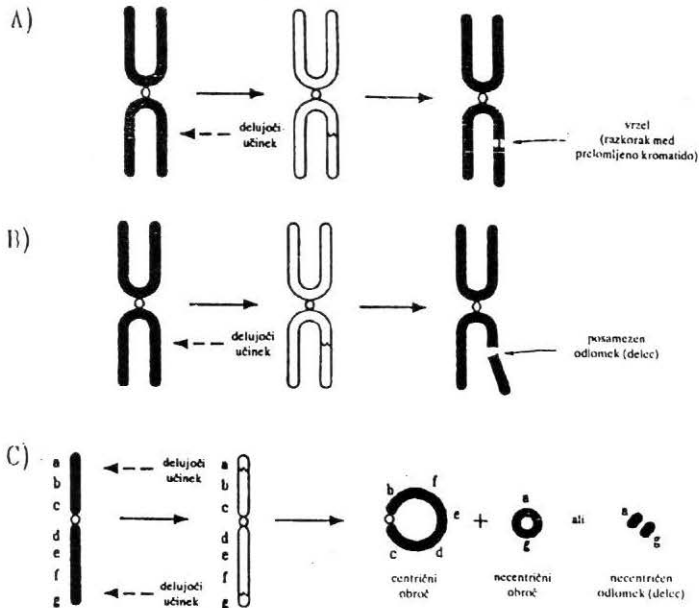 A)
delujoči
učinek
vrzel
(razkorak med
prelomljeno kromatido)
B)
delujoči
učinek
posamezen
odlomek (delec)
C)
a
b
c
d
e
f
g
delujoči
učinek
delujoči
učinek
a
b
c
d
e
f
g
b
f
e
d
c
centrični
obroč
+
a
g
necentrični
obroč
ali
a
g
necentričen
odlomek (delec)